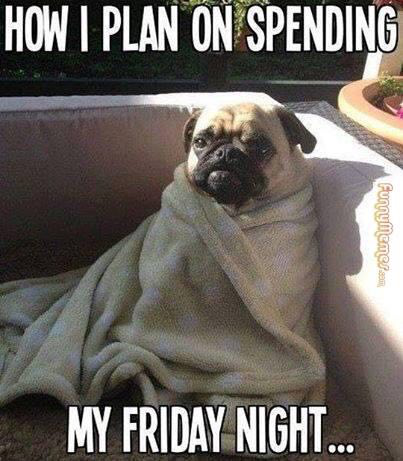 HOW I PLAN ON SPENDING
FunnyMemes.com
MY FRIDAY NIGHT...